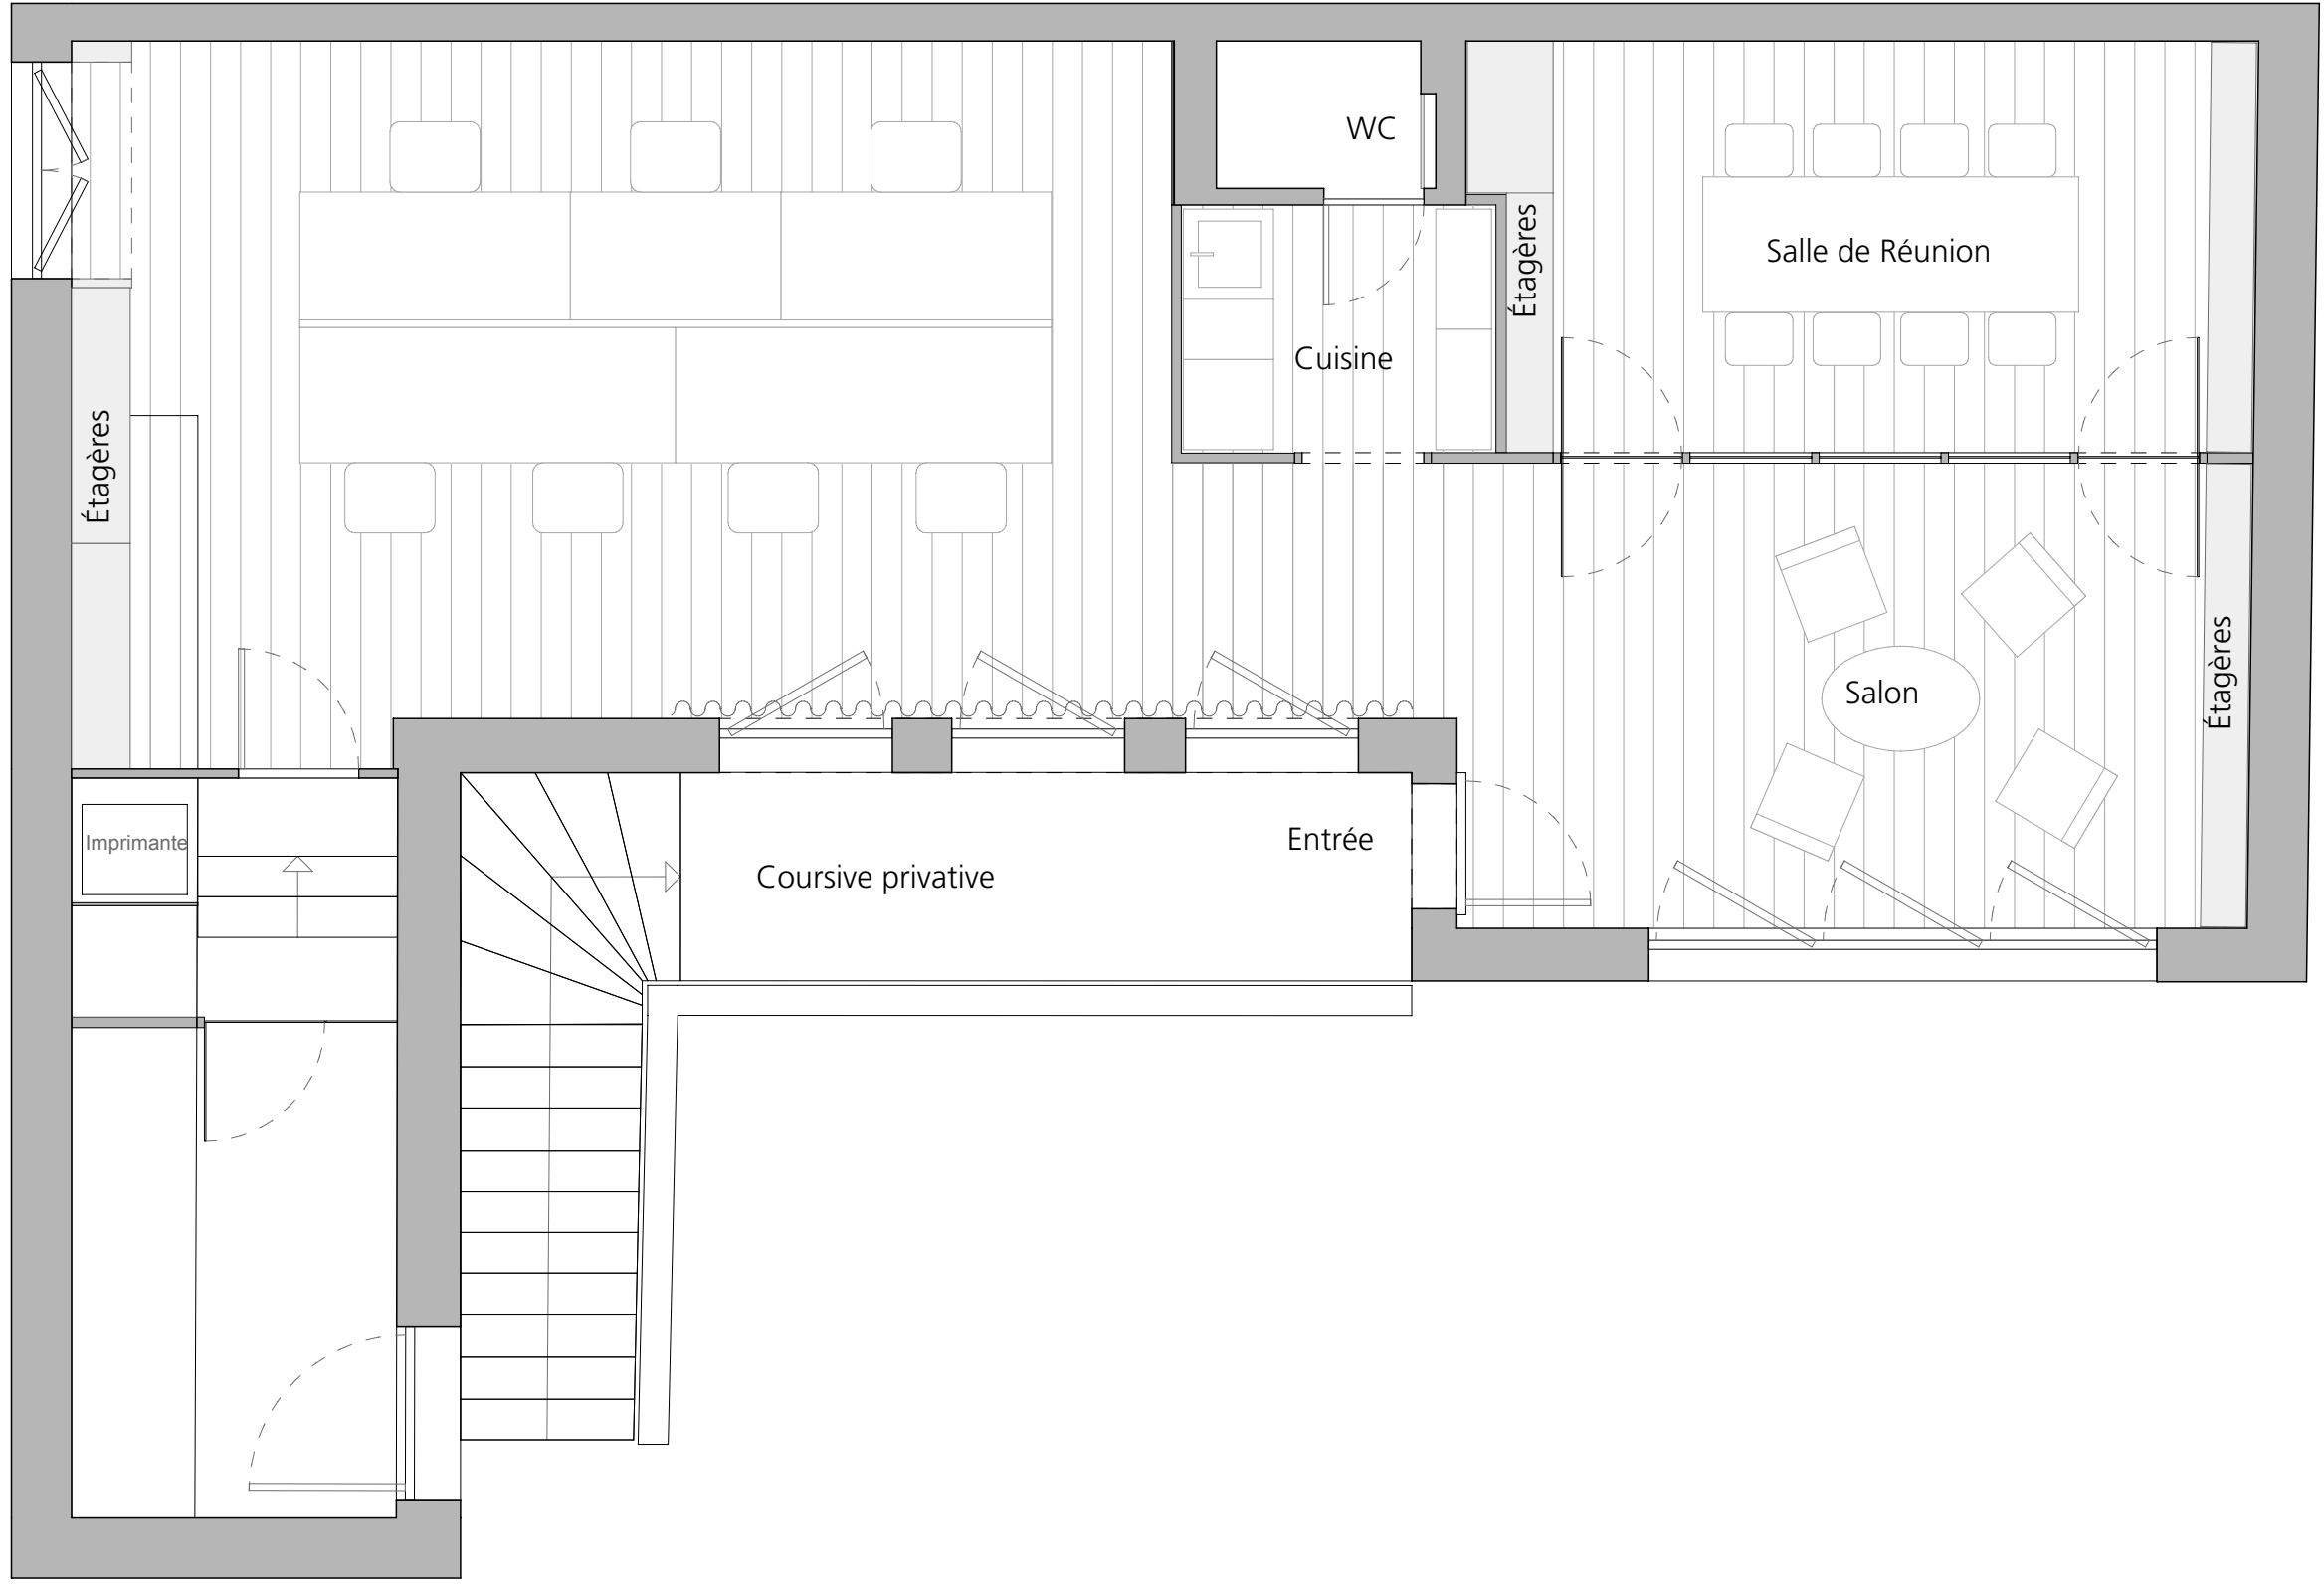 WC
Salle de Réunion
Étagères
Cuisine
Étagères
Étagères
Salon
Imprimante
Entrée
Coursive privative